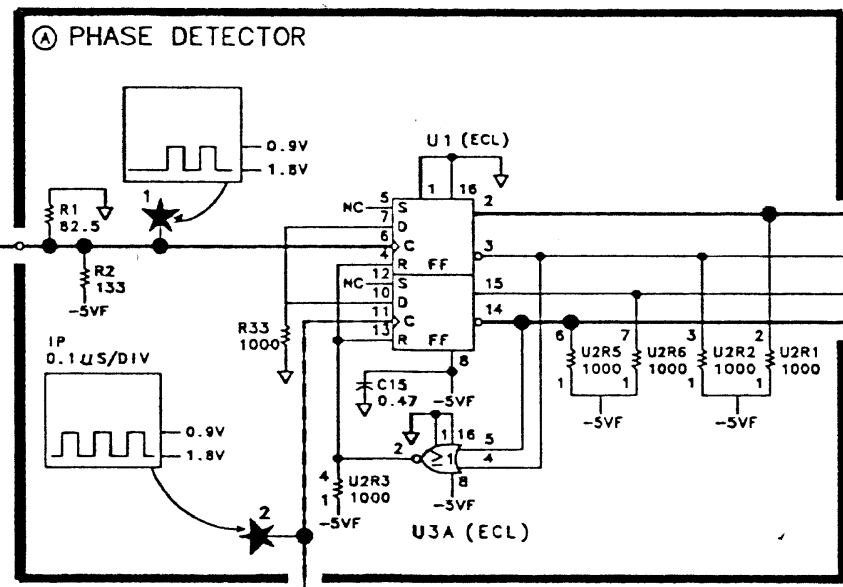 A PHASE DETECTOR
0.9V
1.8V
1
R1
82.5
R2
133
-5VF
U1 (ECL)
1 16
NC 5 S
7 D
6 C
4 R FF
NC 12 S
10 D
11 C
13 R FF
2
3
15
14
8
R33
1000
C15
0.47
-5VF
1P
0.1µS/DIV
0.9V
1.8V
2
6
U2R5
1000
1
7
U2R6
1000
1
-5VF
3
U2R2
1000
1
2
U2R1
1000
1
-5VF
1 16
2
≥1
5
4
8
-5VF
4
U2R3
1000
1
-5VF
U3A (ECL)